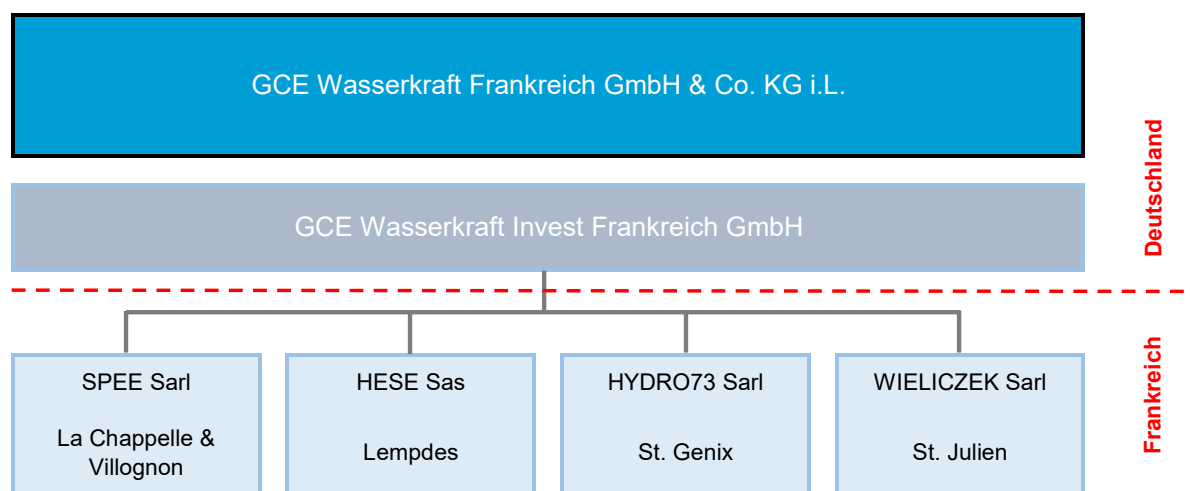 GCE Wasserkraft Frankreich GmbH & Co. KG i.L.
Deutschland
GCE Wasserkraft Invest Frankreich GmbH
SPEE Sarl
La Chappelle &
Villognon
HESE Sas
Lempdes
HYDRO73 Sarl
St. Genix
WIELICZEK Sarl
St. Julien
Frankreich